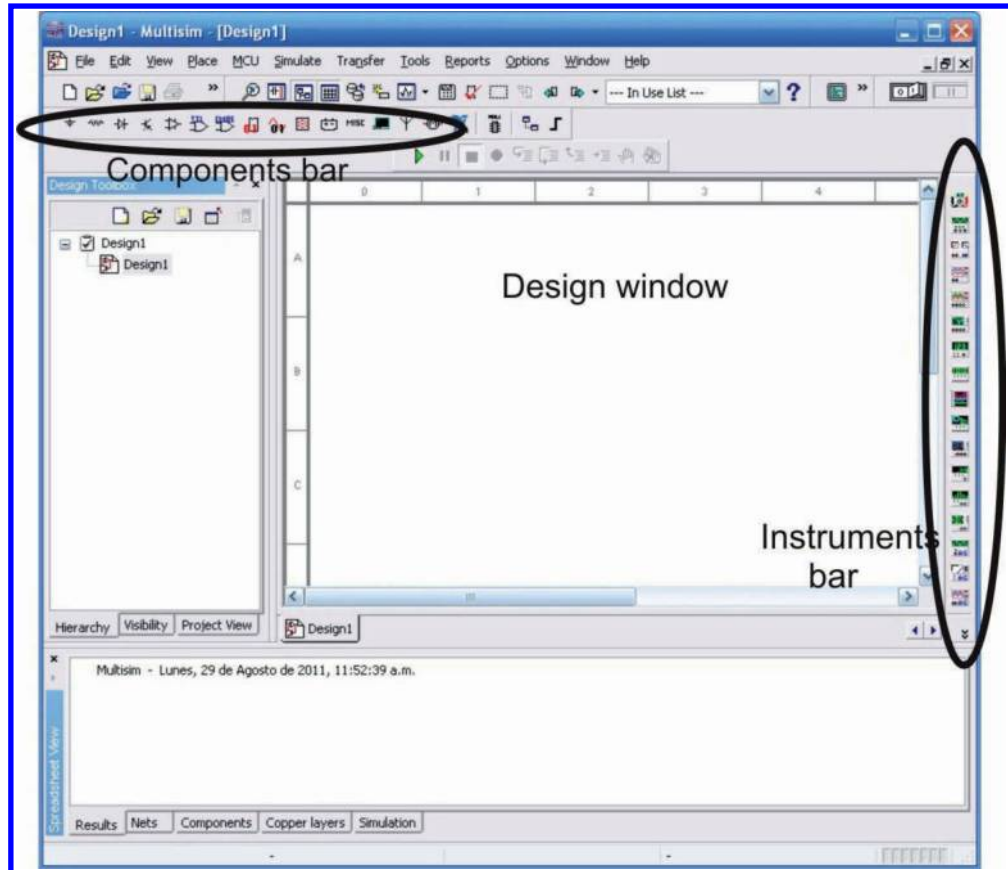 Design1 - Multisim - [Design1]
File Edit View Place MCU Simulate Transfer Tools Reports Options Window Help
--- In Use List ---
MISC
Components bar
Design Toolbox
0 1 2 3 4
Design1
Design1
A
Design window
B
C
Instruments
bar
Hierarchy Visibility Project View
Design1
Multisim - Lunes, 29 de Agosto de 2011, 11:52:39 a.m.
Spreadsheet View
Results Nets Components Copper layers Simulation